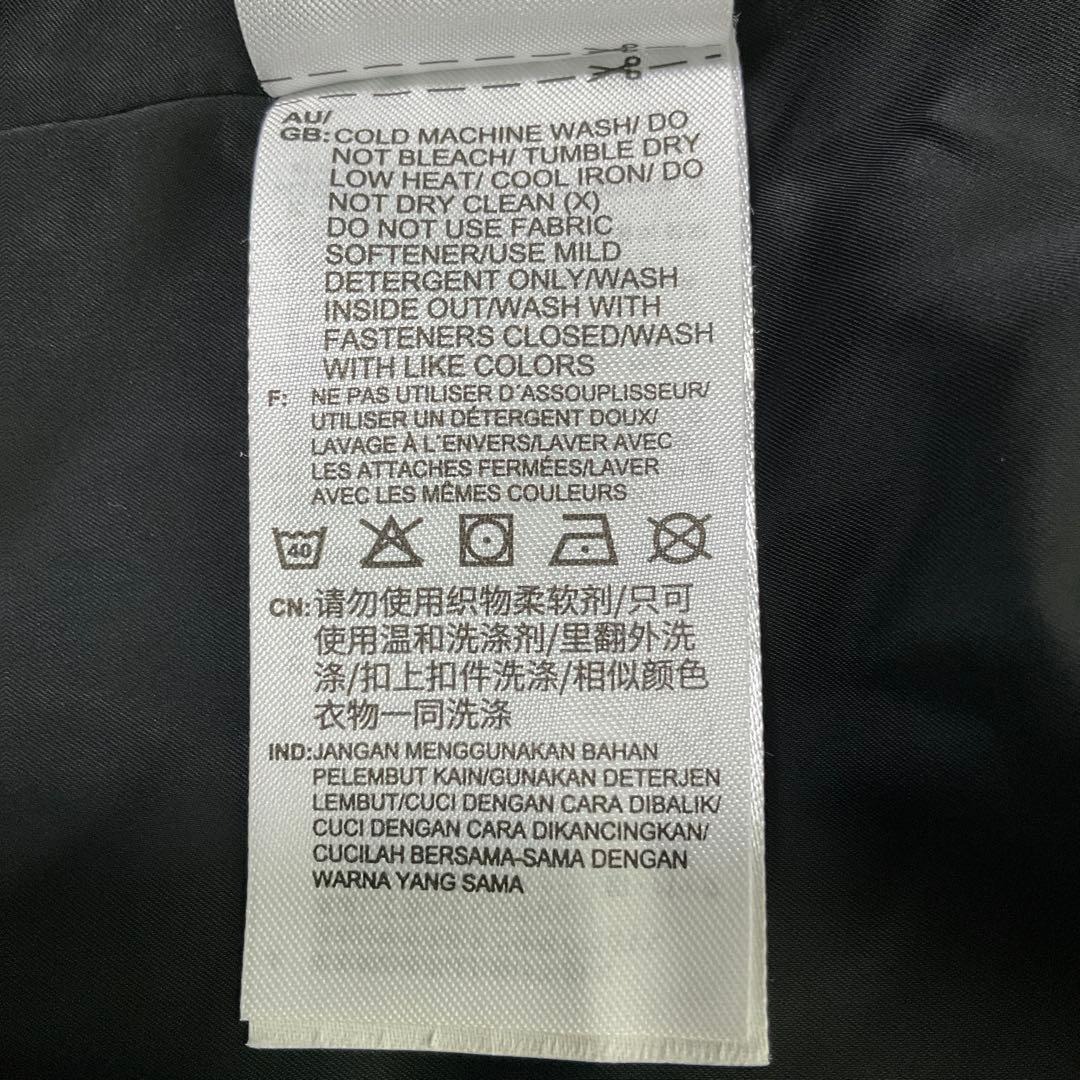 AU/
GB: COLD MACHINE WASH/ DO
NOT BLEACH/ TUMBLE DRY
LOW HEAT/ COOL IRON/ DO
NOT DRY CLEAN (X)
DO NOT USE FABRIC
SOFTENER/USE MILD
DETERGENT ONLY/WASH
INSIDE OUT/WASH WITH
FASTENERS CLOSED/WASH
WITH LIKE COLORS
F: NE PAS UTILISER D´ASSOUPLISSEUR/
UTILISER UN DÉTERGENT DOUX/
LAVAGE À L´ENVERS/LAVER AVEC
LES ATTACHES FERMÉES/LAVER
AVEC LES MÊMES COULEURS
40
CN: 请勿使用织物柔软剂/只可
使用温和洗涤剂/里翻外洗
涤/扣上扣件洗涤/相似颜色
衣物一同洗涤
IND: JANGAN MENGGUNAKAN BAHAN
PELEMBUT KAIN/GUNAKAN DETERJEN
LEMBUT/CUCI DENGAN CARA DIBALIK/
CUCI DENGAN CARA DIKANCINGKAN/
CUCILAH BERSAMA-SAMA DENGAN
WARNA YANG SAMA